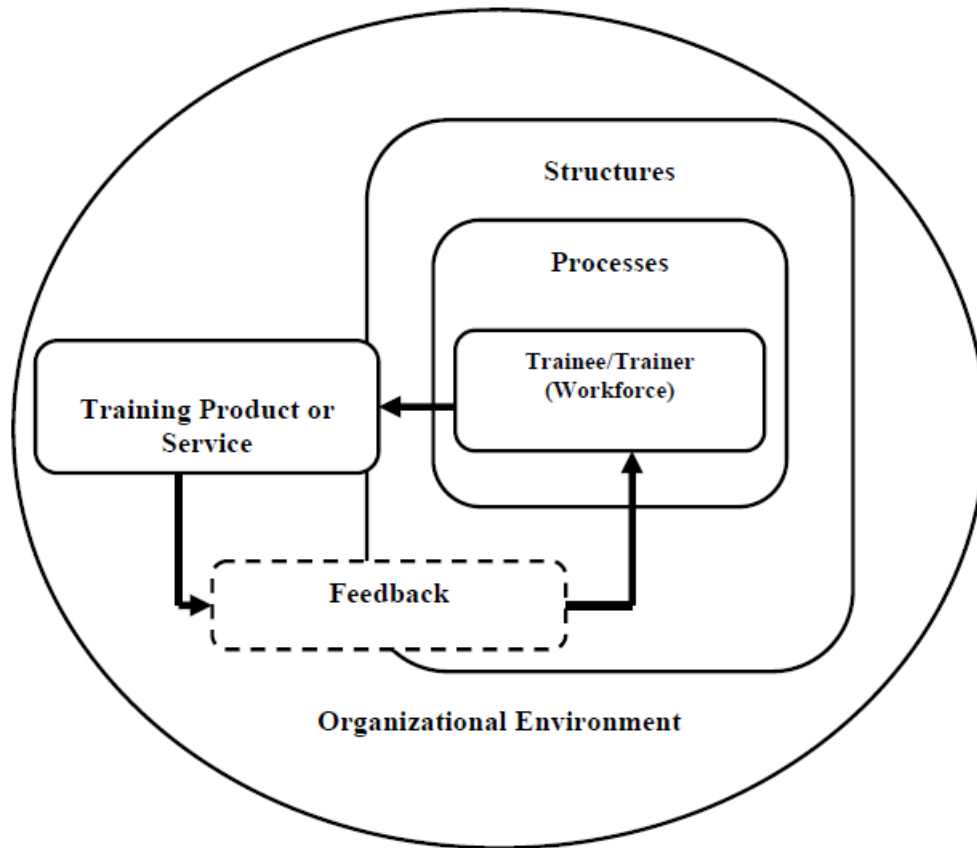 Structures
Processes
Trainee/Trainer
(Workforce)
Training Product or
Service
Feedback
Organizational Environment